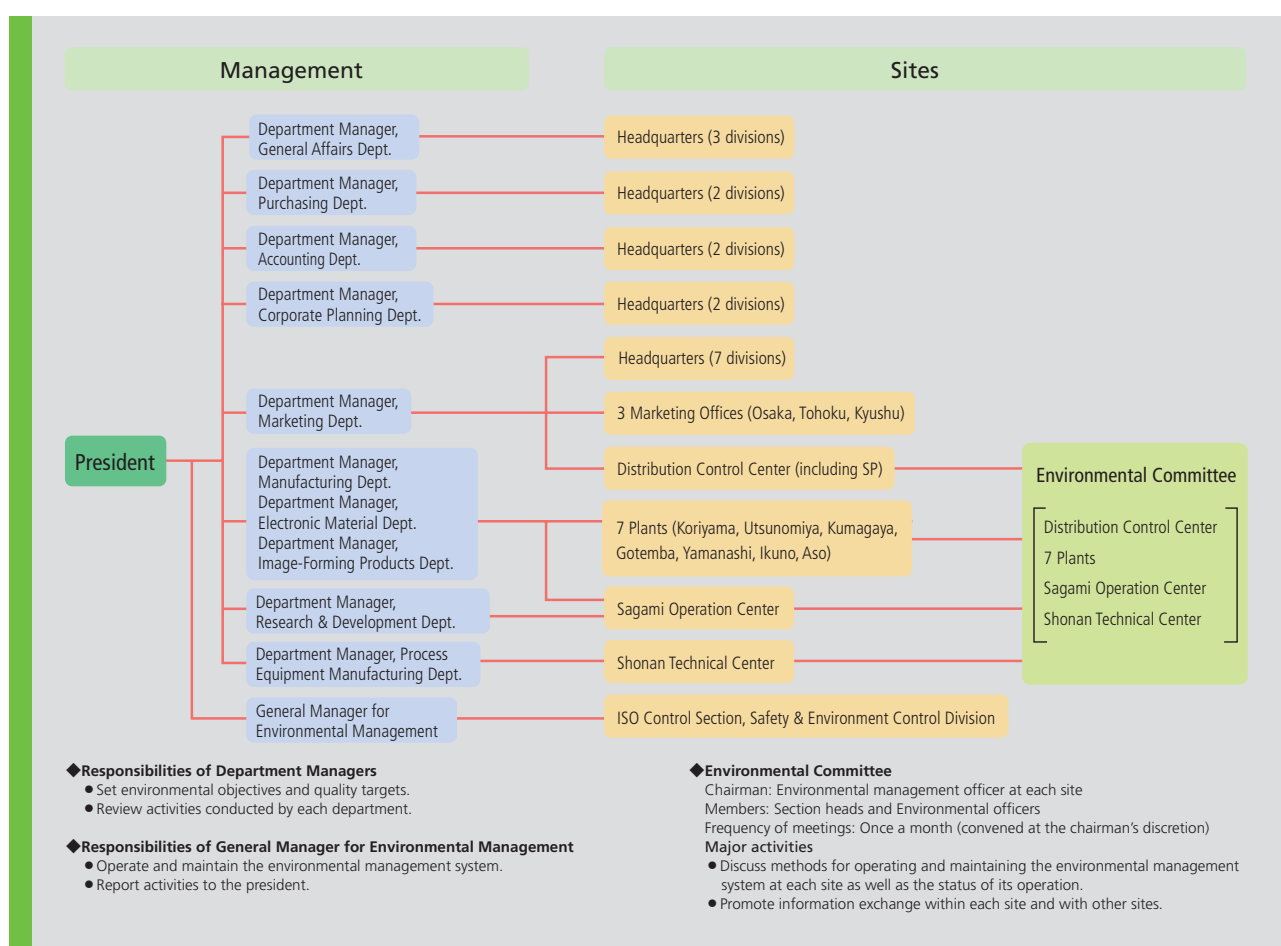 Management
Sites
President
Department Manager,
General Affairs Dept.
Headquarters (3 divisions)
Department Manager,
Purchasing Dept.
Headquarters (2 divisions)
Department Manager,
Accounting Dept.
Headquarters (2 divisions)
Department Manager,
Corporate Planning Dept.
Headquarters (2 divisions)
Department Manager,
Marketing Dept.
Headquarters (7 divisions)
3 Marketing Offices (Osaka, Tohoku, Kyushu)
Distribution Control Center (including SP)
Department Manager,
Manufacturing Dept.
Department Manager,
Electronic Material Dept.
Department Manager,
Image-Forming Products Dept.
7 Plants (Koriyama, Utsunomiya, Kumagaya,
Gotemba, Yamanashi, Ikuno, Aso)
Department Manager,
Research & Development Dept.
Sagami Operation Center
Department Manager, Process
Equipment Manufacturing Dept.
Shonan Technical Center
General Manager for
Environmental Management
ISO Control Section, Safety & Environment Control Division
Environmental Committee
Distribution Control Center
7 Plants
Sagami Operation Center
Shonan Technical Center
◆Responsibilities of Department Managers
● Set environmental objectives and quality targets.
● Review activities conducted by each department.
◆Responsibilities of General Manager for Environmental Management
● Operate and maintain the environmental management system.
● Report activities to the president.
◆Environmental Committee
Chairman: Environmental management officer at each site
Members: Section heads and Environmental officers
Frequency of meetings: Once a month (convened at the chairman's discretion)
Major activities
● Discuss methods for operating and maintaining the environmental management
system at each site as well as the status of its operation.
● Promote information exchange within each site and with other sites.